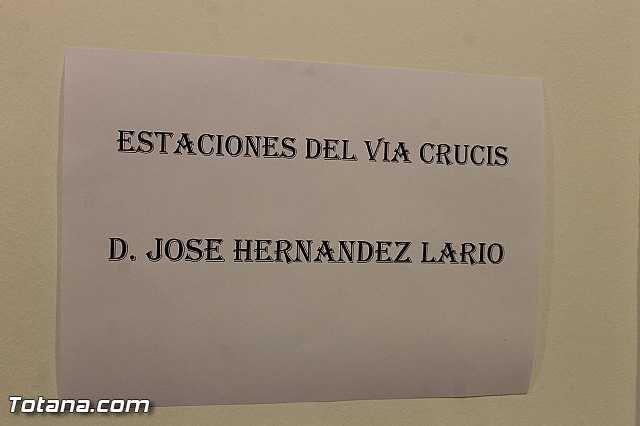 ESTACIONES DEL VIA CRUCIS
D. JOSE HERNANDEZ LARIO
Totana.com